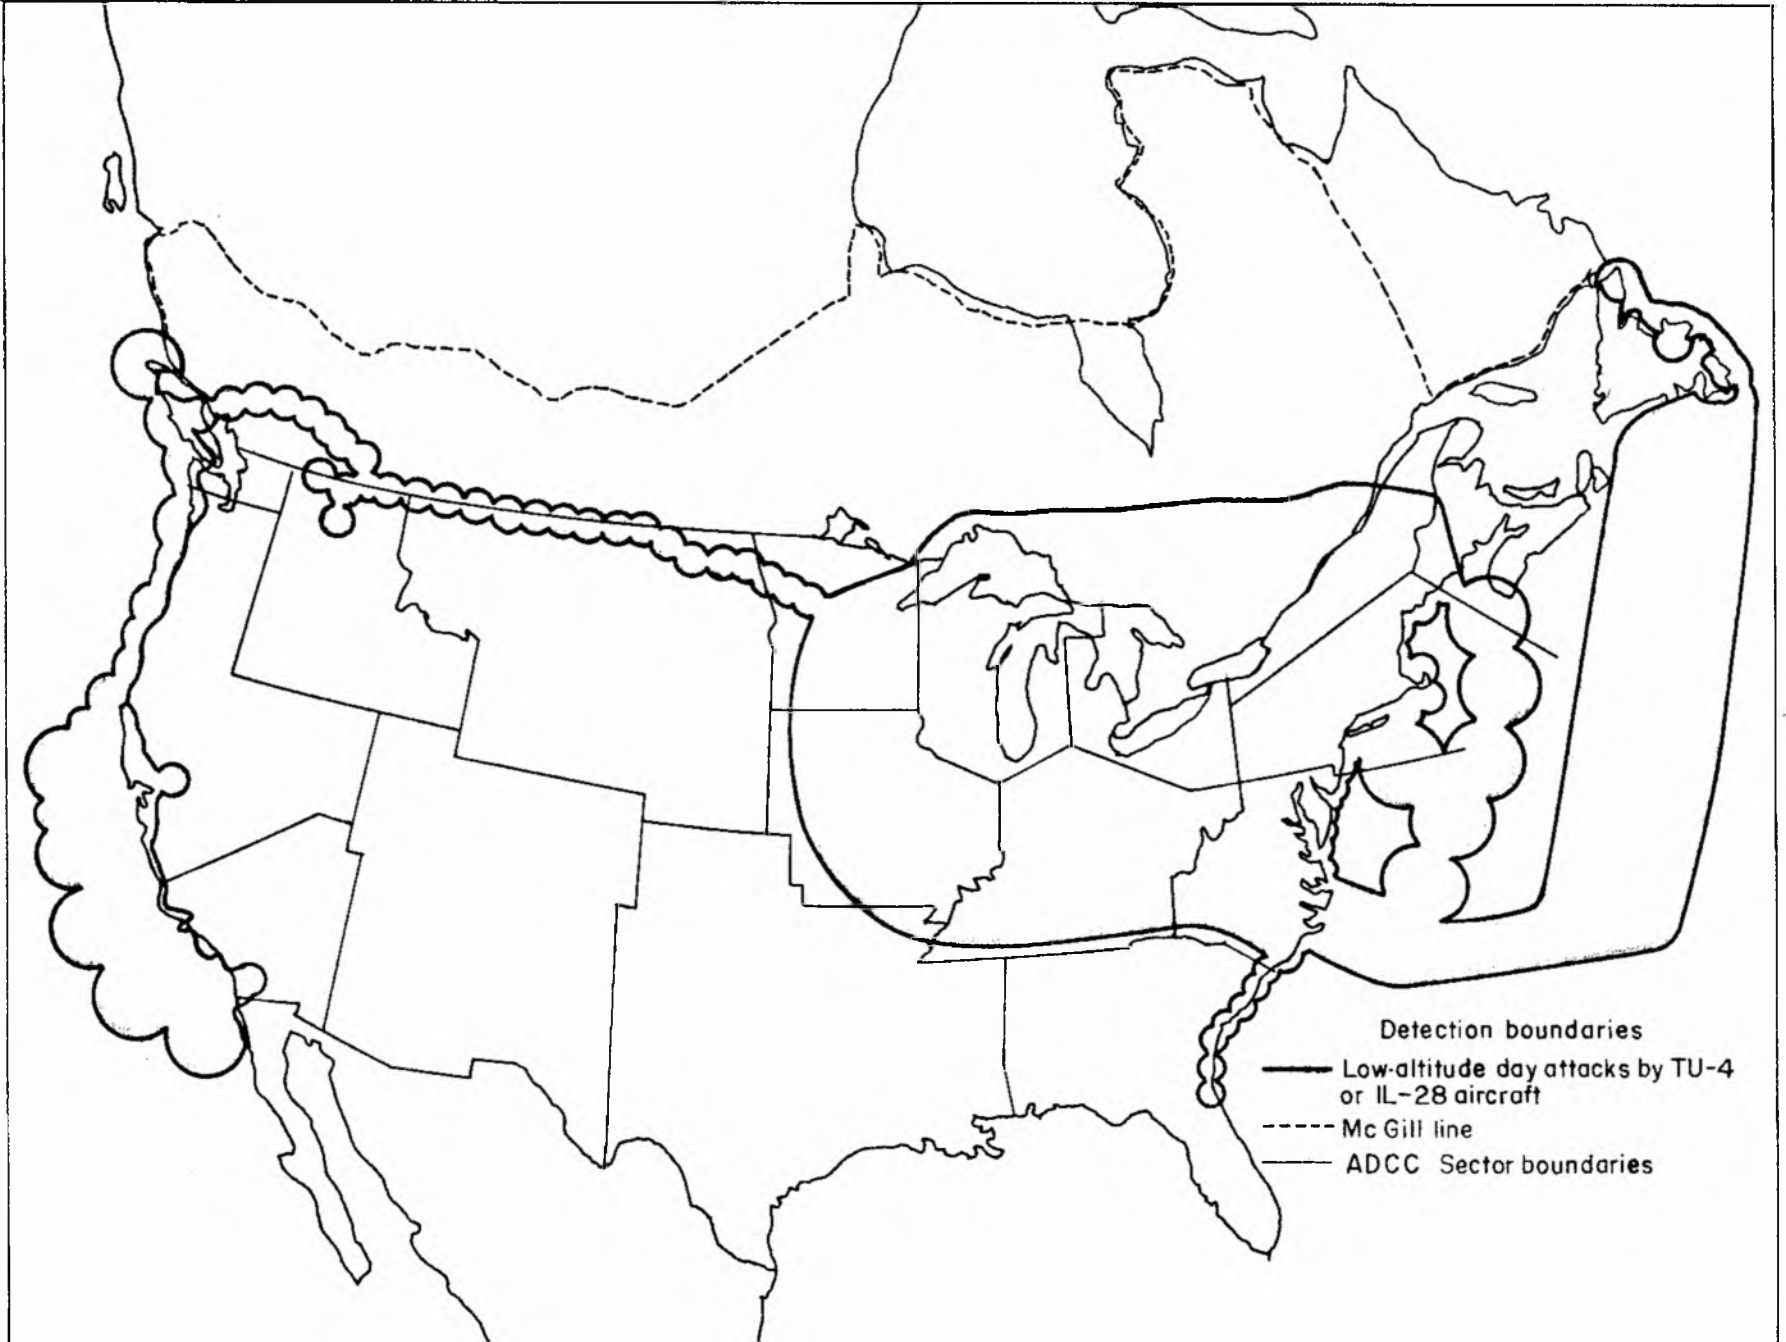 Detection boundaries
Low-altitude day attacks by TU-4
or IL-28 aircraft
Mc Gill line
ADCC Sector boundaries